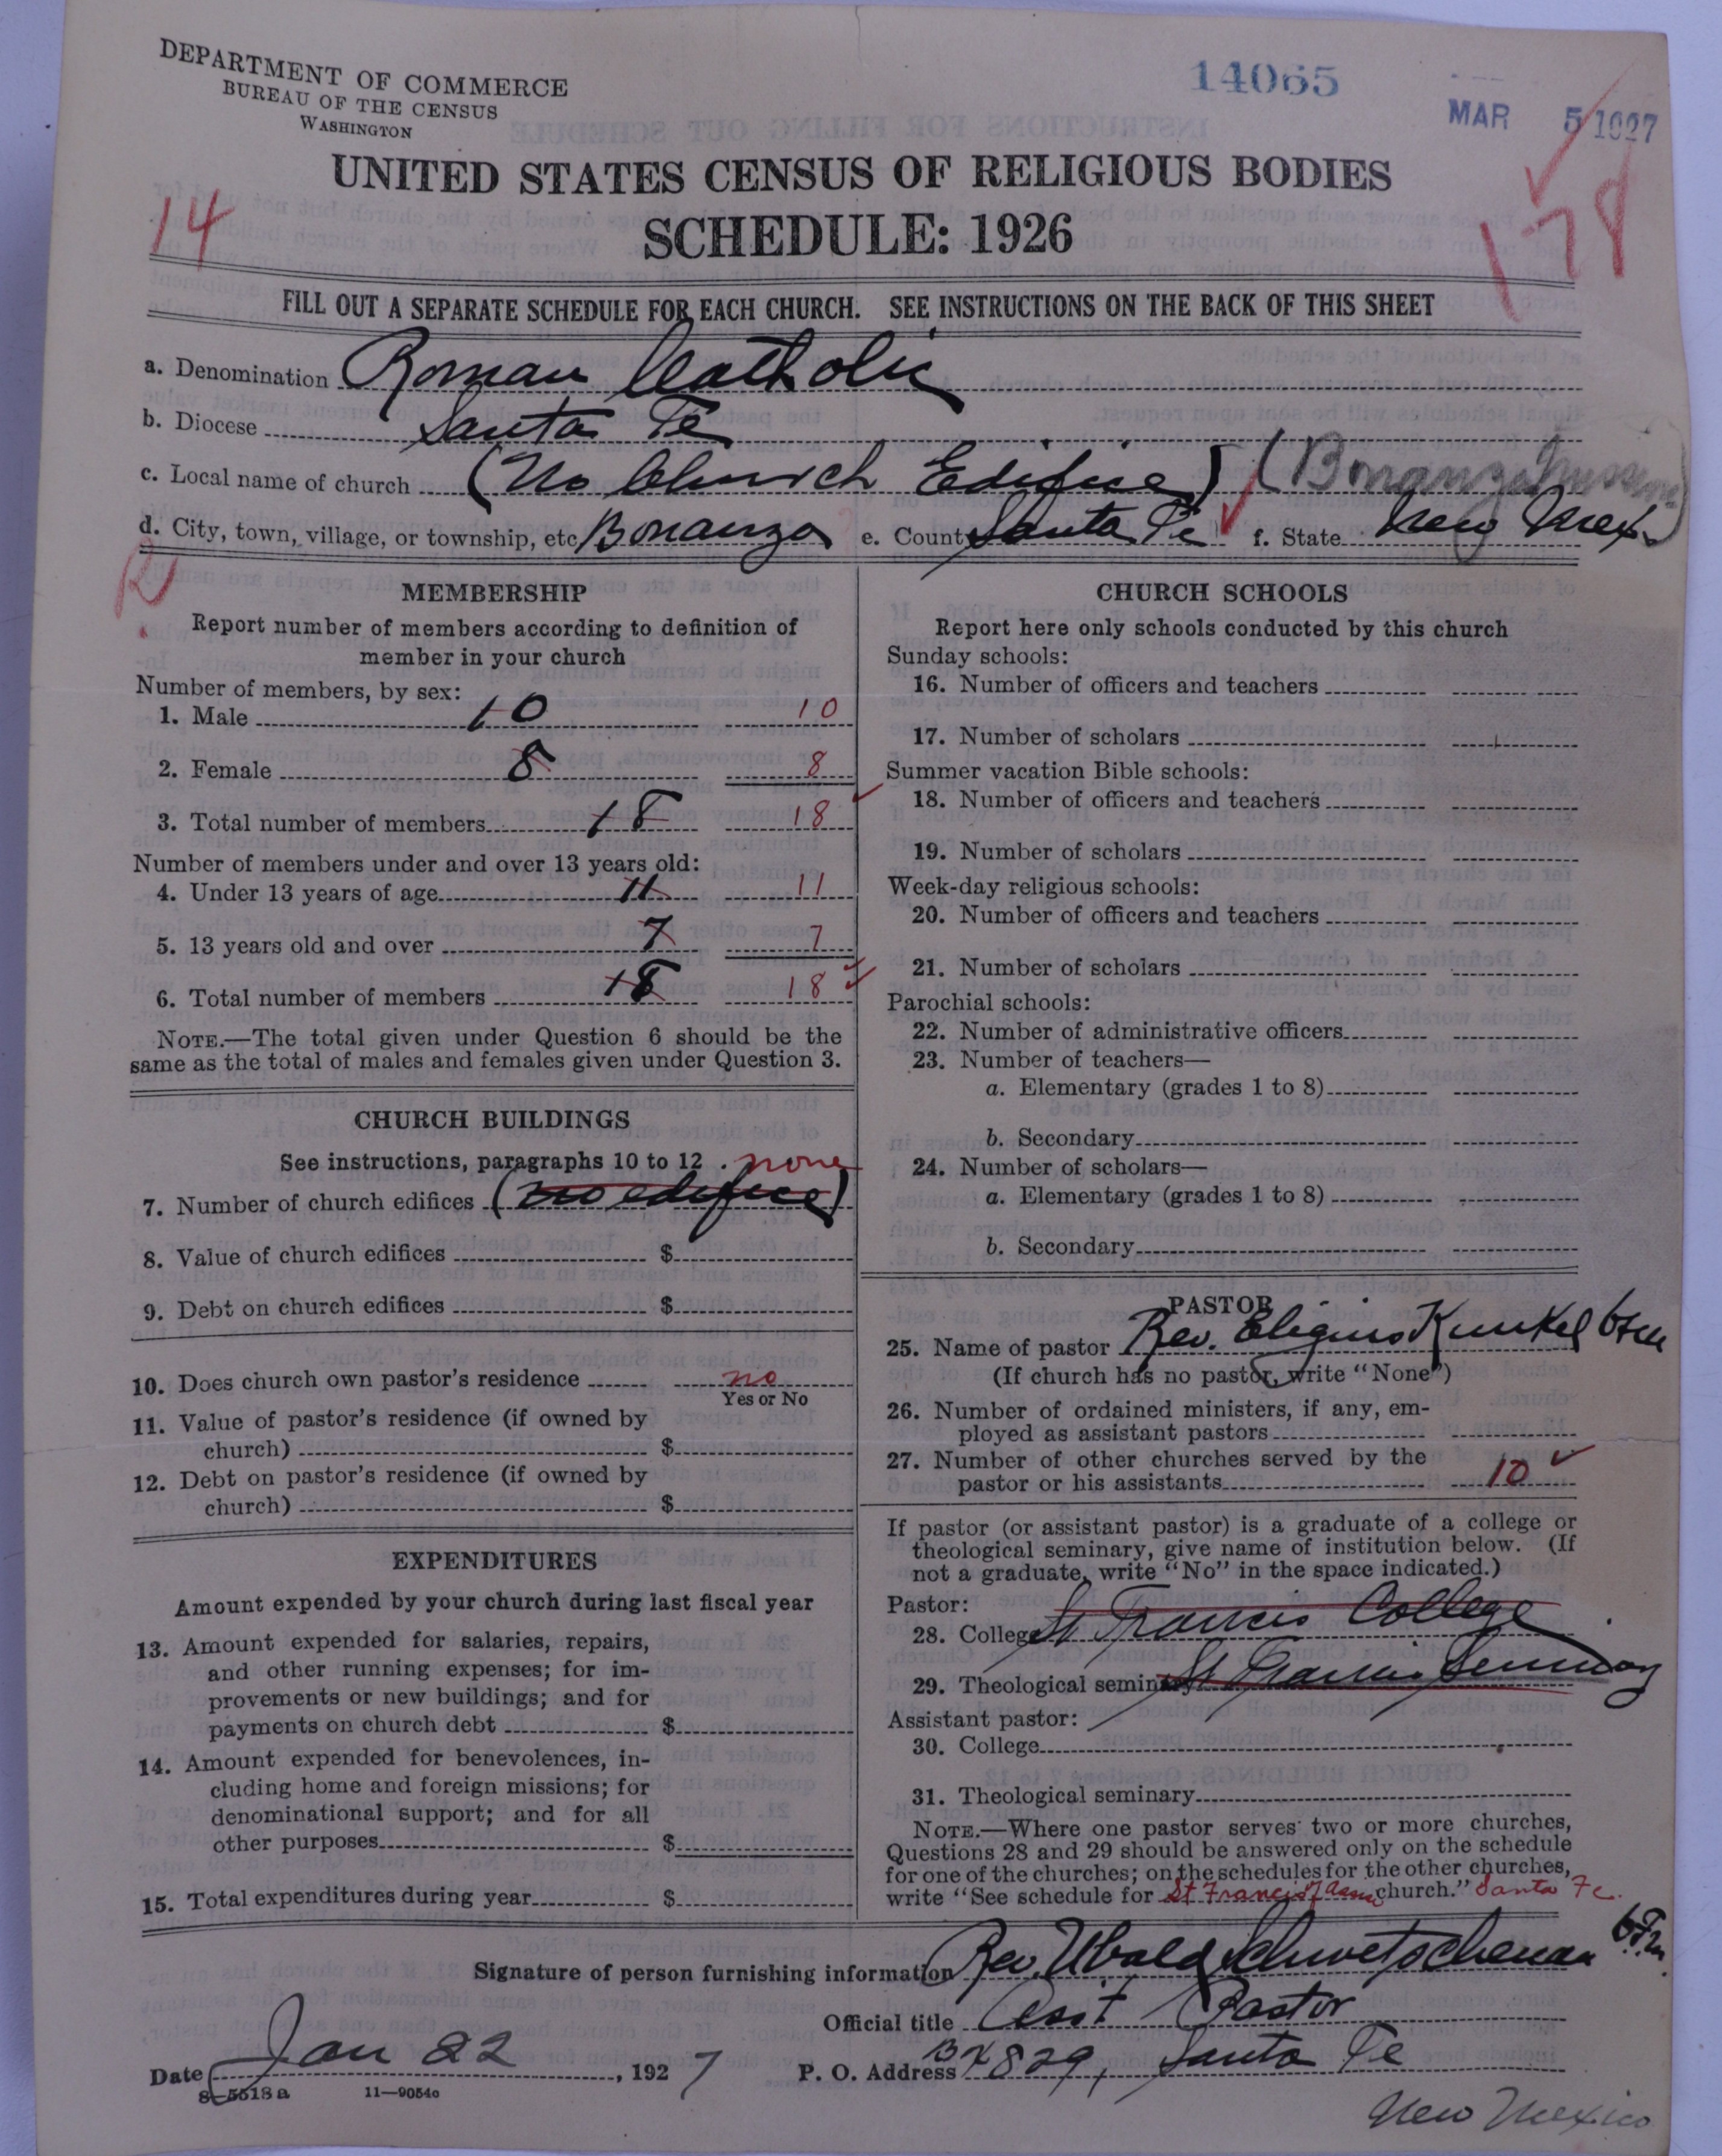 DEPARTMENT OF COMMERCE
BUREAU OF THE CENSUS
WASHINGTON
14065
MAR 5 1927
UNITED STATES CENSUS OF RELIGIOUS BODIES
SCHEDULE: 1926
14
178
FILL OUT A SEPARATE SCHEDULE FOR EACH CHURCH. SEE INSTRUCTIONS ON THE BACK OF THIS SHEET
a. Denomination Roman Catholic
b. Diocese Santa Fe
c. Local name of church (No Church Edifice) (Bonanza
d. City, town, village, or township, etc Bonanza e. County Santa Fe f. State New Mex.
MEMBERSHIP
Report number of members according to definition of
member in your church
Number of members, by sex:
1. Male 10 10
2. Female 8 8
3. Total number of members 18 18
Number of members under and over 13 years old:
4. Under 13 years of age 11 11
5. 13 years old and over 7 7
6. Total number of members 18 18
NOTE.—The total given under Question 6 should be the
same as the total of males and females given under Question 3.
CHURCH BUILDINGS
See instructions, paragraphs 10 to 12. none
7. Number of church edifices (no edifice)
8. Value of church edifices $
9. Debt on church edifices $
10. Does church own pastor's residence no
Yes or No
11. Value of pastor's residence (if owned by
church) $
12. Debt on pastor's residence (if owned by
church) $
EXPENDITURES
Amount expended by your church during last fiscal year
13. Amount expended for salaries, repairs,
and other running expenses; for im-
provements or new buildings; and for
payments on church debt $
14. Amount expended for benevolences, in-
cluding home and foreign missions; for
denominational support; and for all
other purposes $
15. Total expenditures during year $
CHURCH SCHOOLS
Report here only schools conducted by this church
Sunday schools:
16. Number of officers and teachers
17. Number of scholars
Summer vacation Bible schools:
18. Number of officers and teachers
19. Number of scholars
Week-day religious schools:
20. Number of officers and teachers
21. Number of scholars
Parochial schools:
22. Number of administrative officers
23. Number of teachers—
a. Elementary (grades 1 to 8)
b. Secondary
24. Number of scholars—
a. Elementary (grades 1 to 8)
b. Secondary
PASTOR
25. Name of pastor Rev. Eligius Kunkel
(If church has no pastor, write "None")
26. Number of ordained ministers, if any, em-
ployed as assistant pastors
27. Number of other churches served by the
pastor or his assistants 10
If pastor (or assistant pastor) is a graduate of a college or
theological seminary, give name of institution below. (If
not a graduate, write "No" in the space indicated.)
Pastor:
28. College St Francis College
29. Theological seminary St Francis Seminary
Assistant pastor:
30. College
31. Theological seminary
NOTE.—Where one pastor serves two or more churches,
Questions 28 and 29 should be answered only on the schedule
for one of the churches; on the schedules for the other churches,
write "See schedule for St Francis of Assisi church." Santa Fe.
Signature of person furnishing information Rev. Ubald
Official title Asst Pastor
Date Jan 22, 1927 P. O. Address Bx 829, Santa Fe
8-5518a 11-9054o
New Mexico